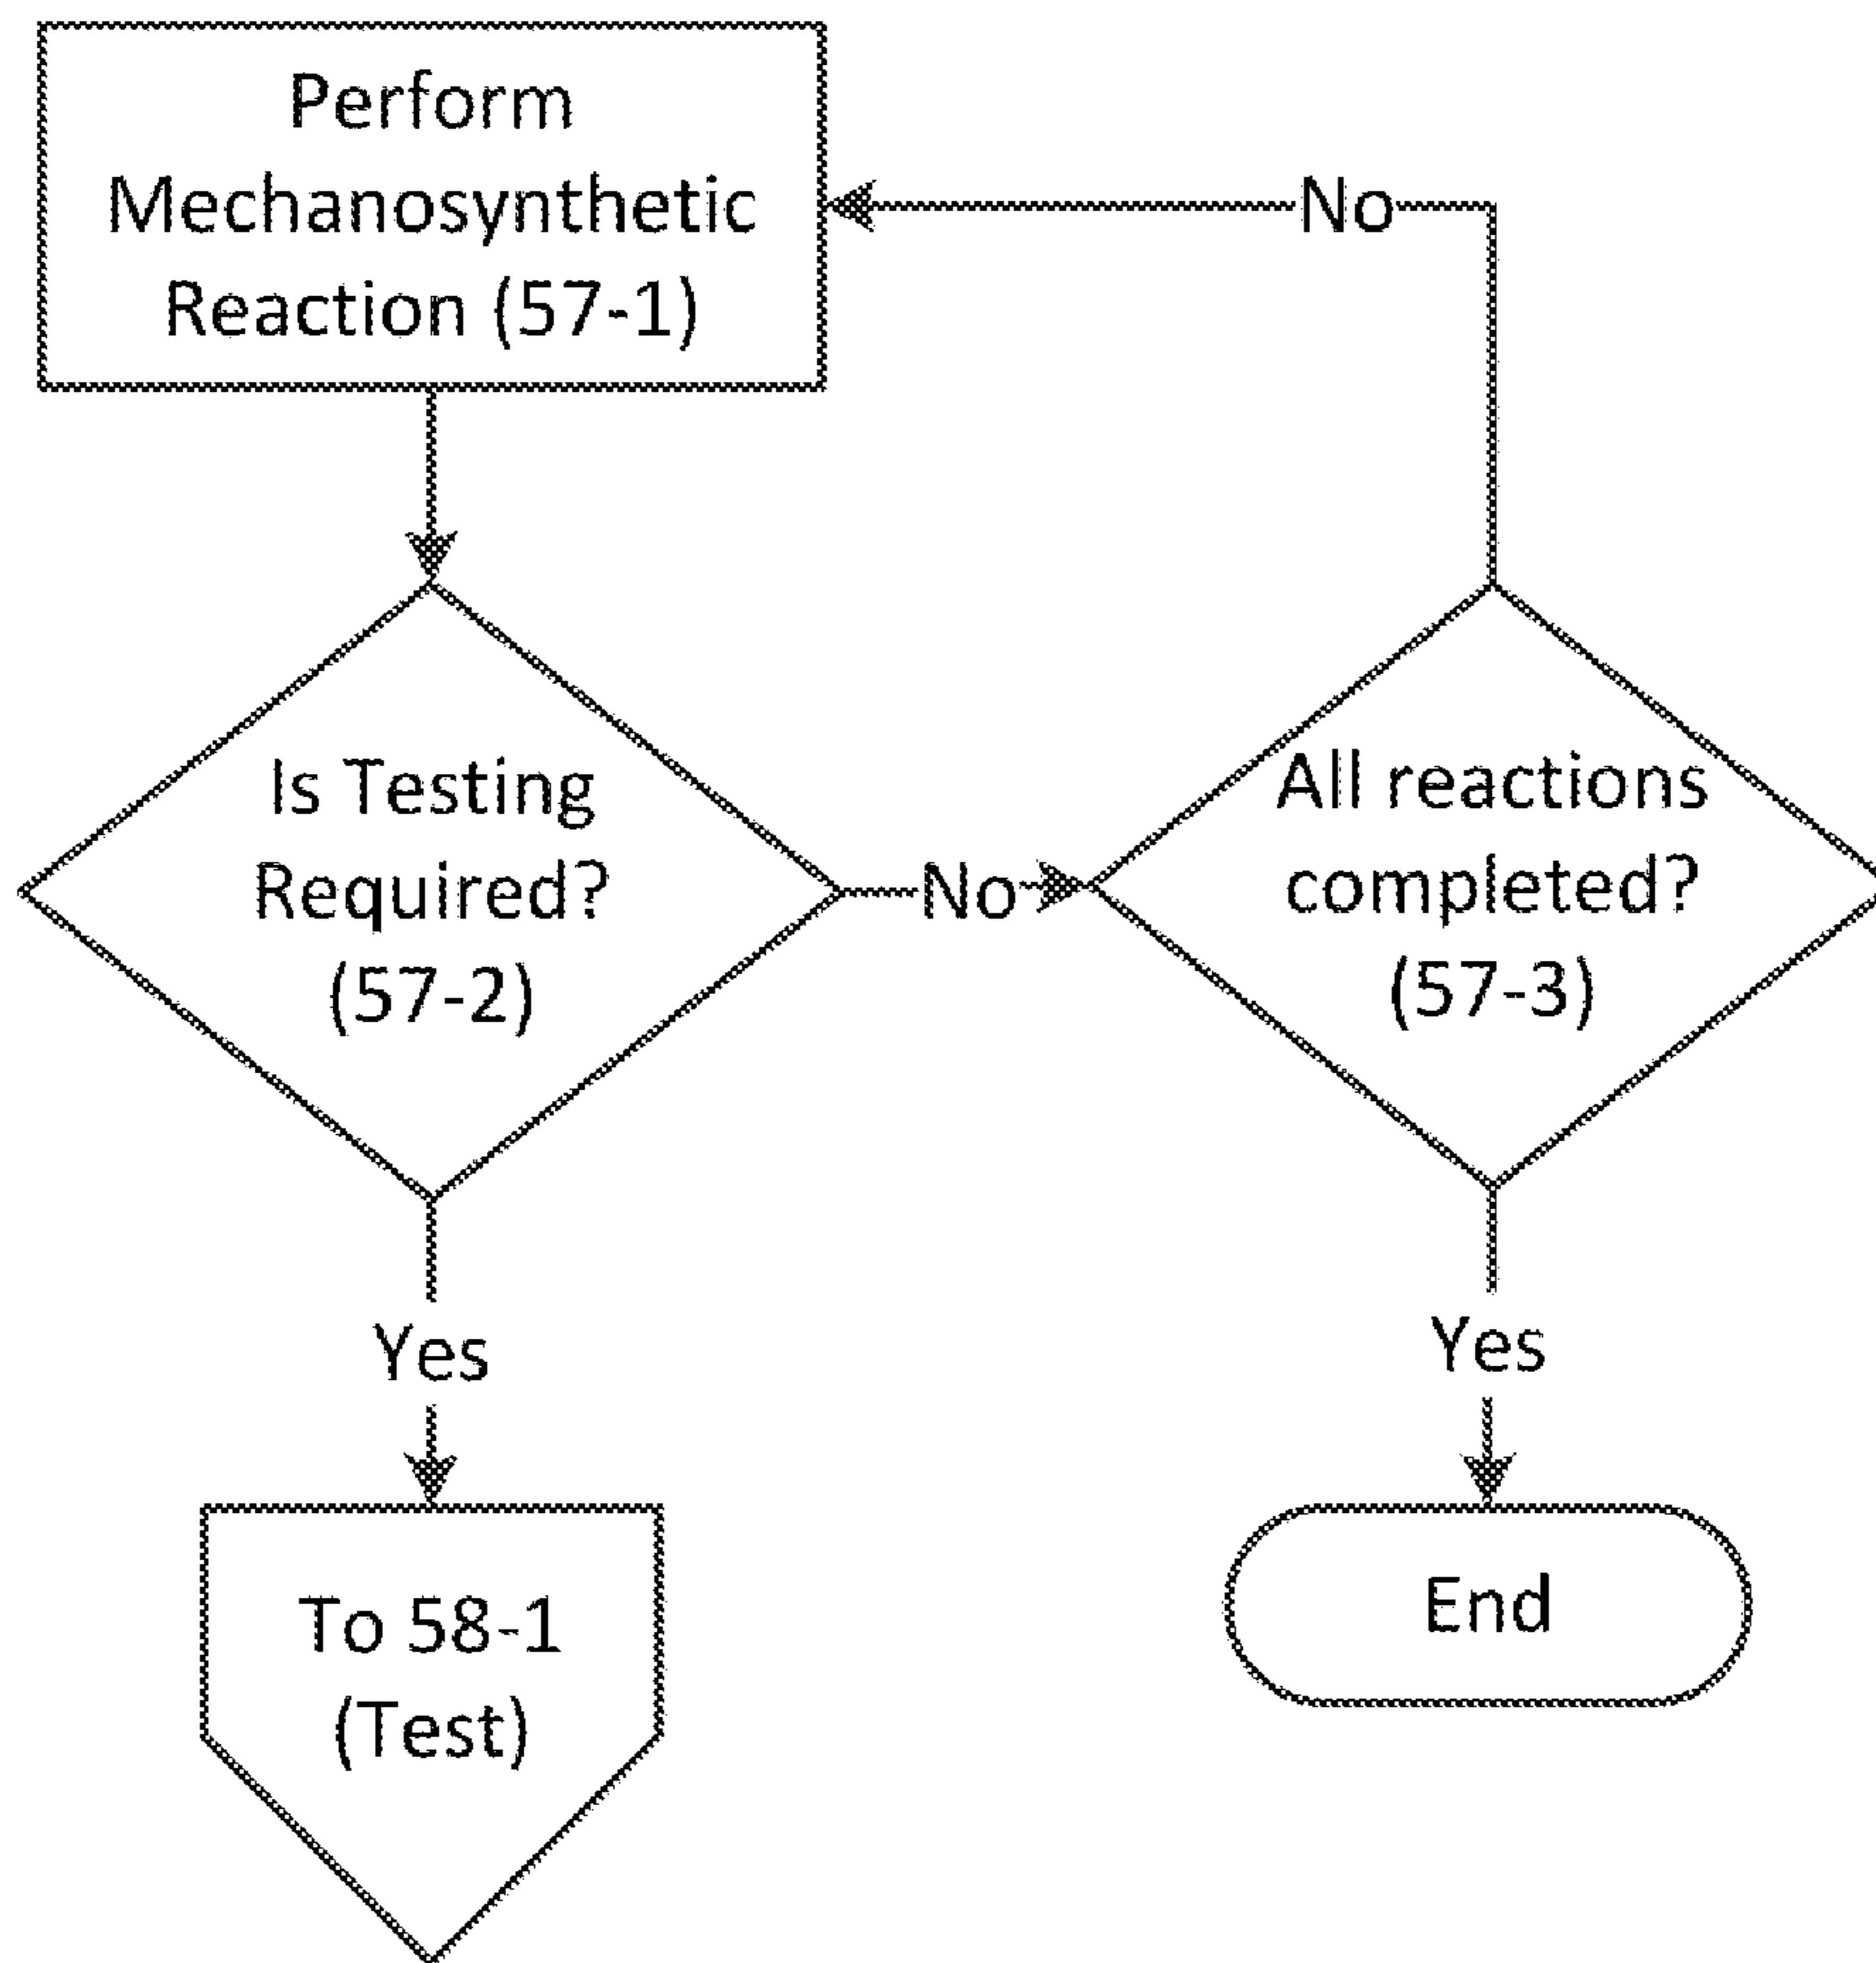 Perform
Mechanosynthetic
Reaction (57-1)
No
Is Testing
Required?
(57-2)
No
All reactions
completed?
(57-3)
Yes
Yes
To 58-1
(Test)
End